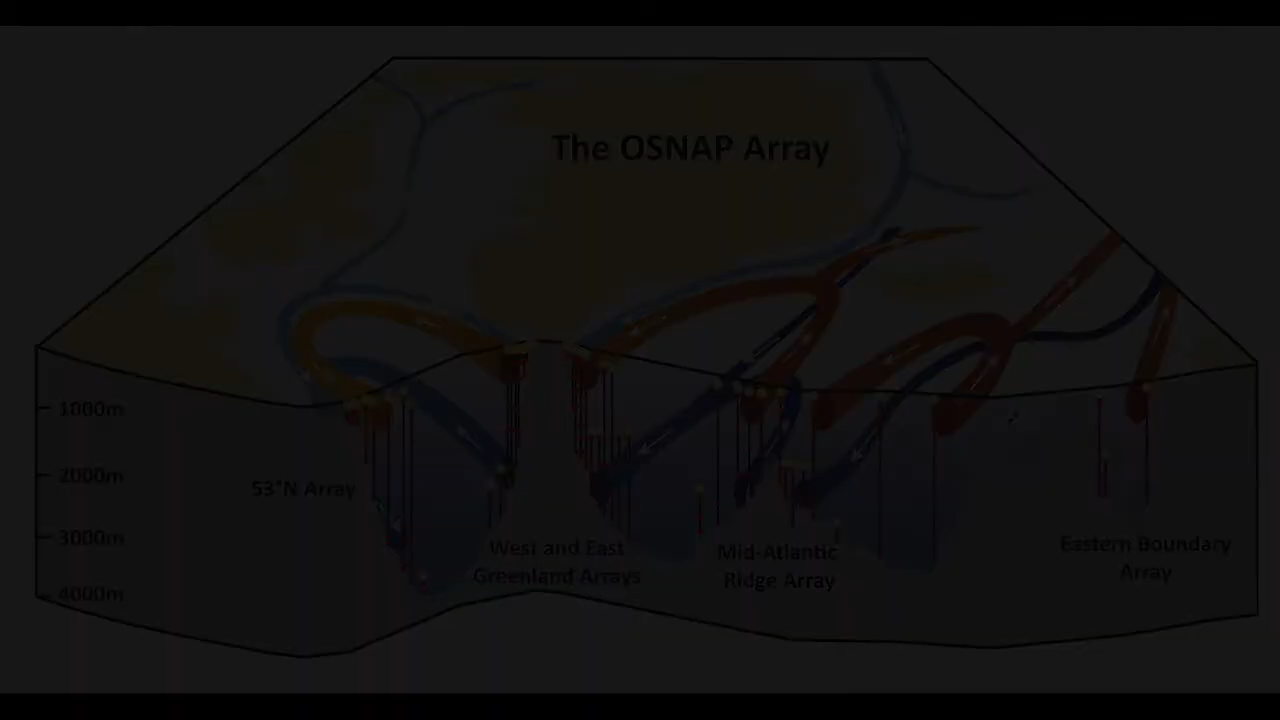 The OSNAP Array
1000m
2000m
53°N Array
3000m
4000m
West and East
Greenland Arrays
Mid-Atlantic
Ridge Array
Eastern Boundary
Array